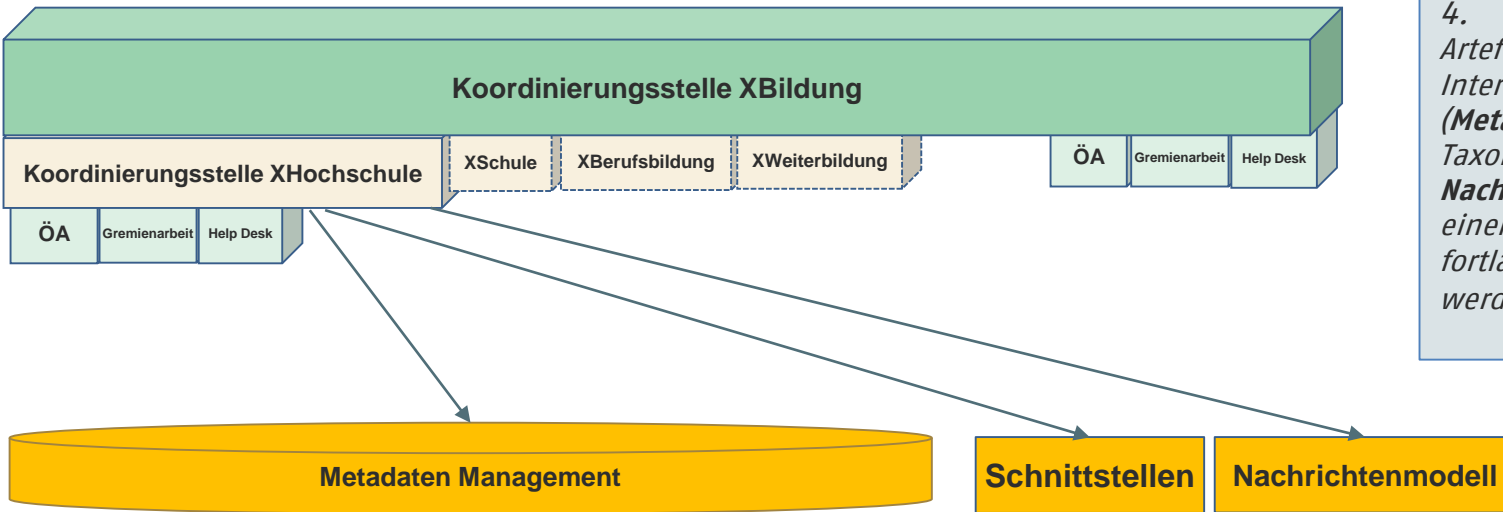 Koordinierungsstelle XBildung
Koordinierungsstelle XHochschule
XSchule
XBerufsbildung
XWeiterbildung
ÖA
Gremienarbeit
Help Desk
ÖA
Gremienarbeit
Help Desk
Metadaten Management
Schnittstellen
Nachrichtenmodell
4.
Artef
Inter
(Meta
Taxo
Nach
einer
fortla
werd